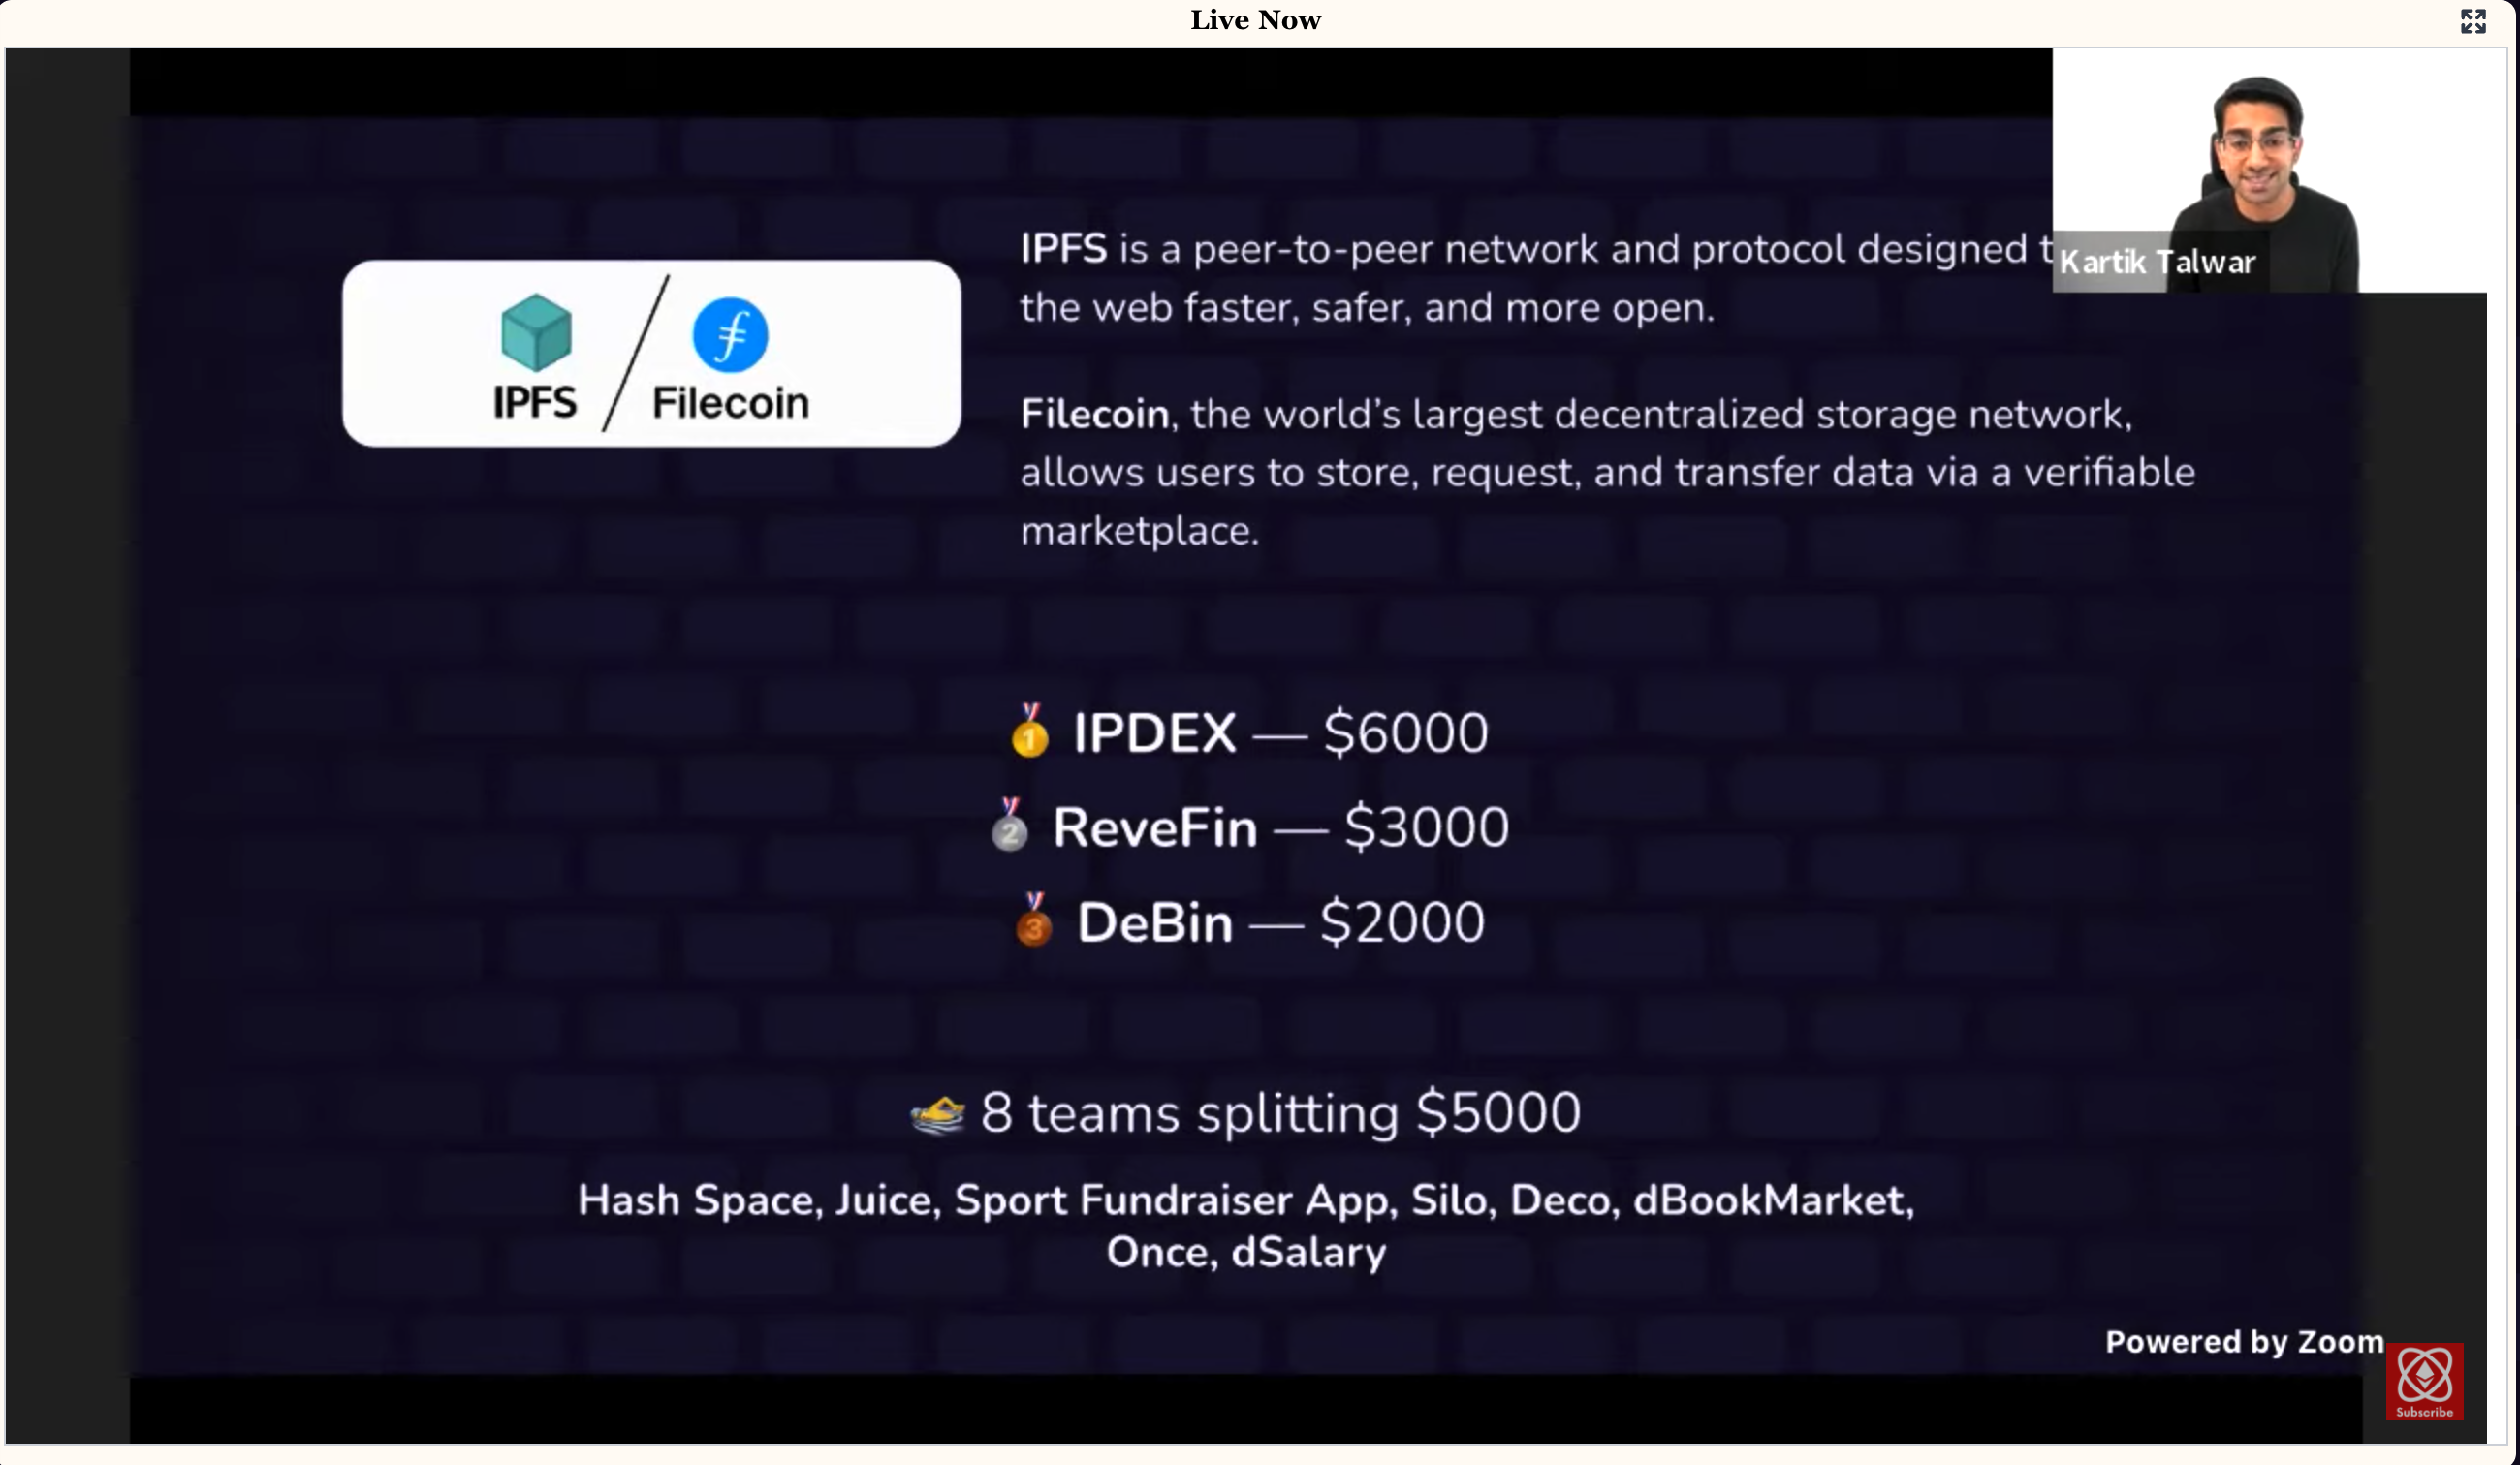 Live Now
IPFS / Filecoin
IPFS is a peer-to-peer network and protocol designed t
the web faster, safer, and more open.
Kartik Talwar
Filecoin, the world’s largest decentralized storage network,
allows users to store, request, and transfer data via a verifiable
marketplace.
1 IPDEX — $6000
2 ReveFin — $3000
3 DeBin — $2000
8 teams splitting $5000
Hash Space, Juice, Sport Fundraiser App, Silo, Deco, dBookMarket,
Once, dSalary
Powered by Zoom
Subscribe